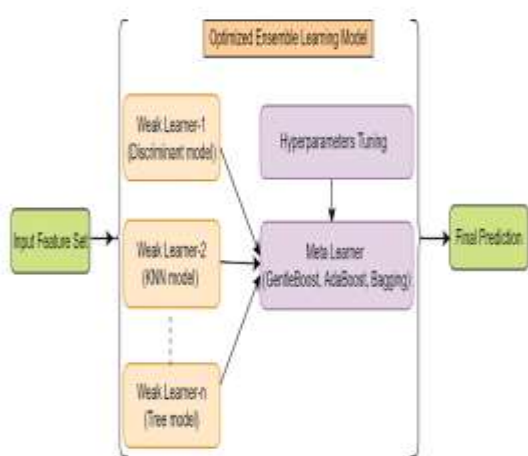 Optimized Ensemble Learning Model
Weak Learner-1
(Discriminant model)
Hyperparameters Tuning
Input Feature Set
Weak Learner-2
(KNN model)
Meta Learner
(GentleBoost, AdaBoost, Bagging)
Final Prediction
Weak Learner-n
(Tree model)